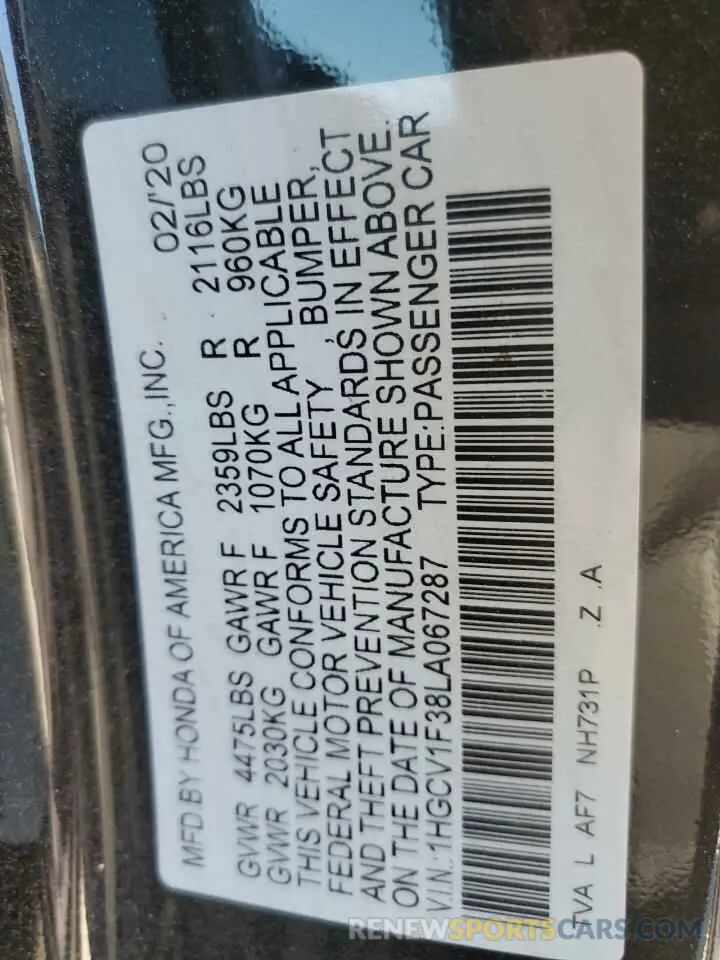 MFD BY HONDA OF AMERICA MFG.,INC. 02/'20
GVWR 4475LBS GAWR F 2359LBS R 2116LBS
GVWR 2030KG GAWR F 1070KG R 960KG
THIS VEHICLE CONFORMS TO ALL APPLICABLE
FEDERAL MOTOR VEHICLE SAFETY , BUMPER,
AND THEFT PREVENTION STANDARDS IN EFFECT
ON THE DATE OF MANUFACTURE SHOWN ABOVE.
V.I.N.:1HGCV1F38LA067287 TYPE:PASSENGER CAR
TVA L AF7 NH731P .Z .A
RENEWSPORTSCARS.COM